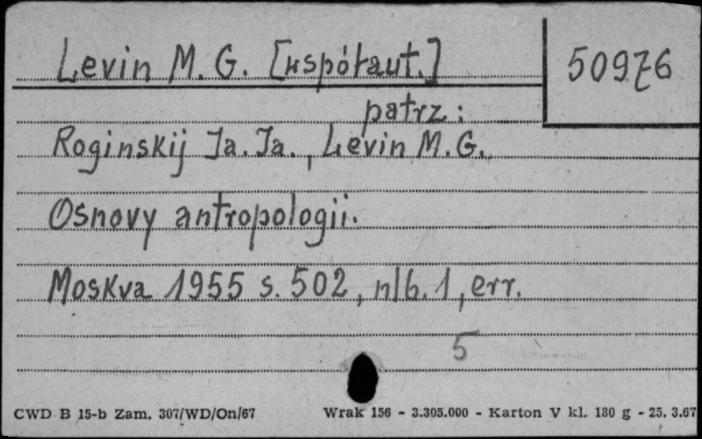 Levin M. G. [współaut.] 50976
patrz:
Roginskij Ja. Ja., Levin M. G.
Osnovy antropologii.
Moskva 1955 s. 502, nlb. 1, err.
5
CWD B 15-b Zam. 307/WD/On/67 Wrak 156 - 3.305.000 - Karton V kl. 180 g - 25. 3.67